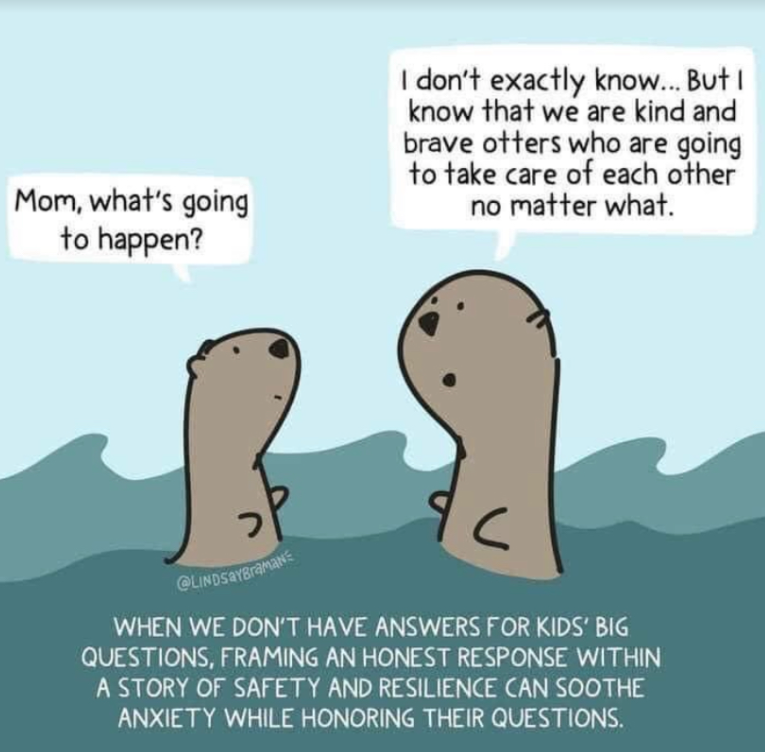 Mom, what's going
to happen?
I don't exactly know... But I
know that we are kind and
brave otters who are going
to take care of each other
no matter what.
@LINDSAYBRAMANS
WHEN WE DON'T HAVE ANSWERS FOR KIDS' BIG
QUESTIONS, FRAMING AN HONEST RESPONSE WITHIN
A STORY OF SAFETY AND RESILIENCE CAN SOOTHE
ANXIETY WHILE HONORING THEIR QUESTIONS.